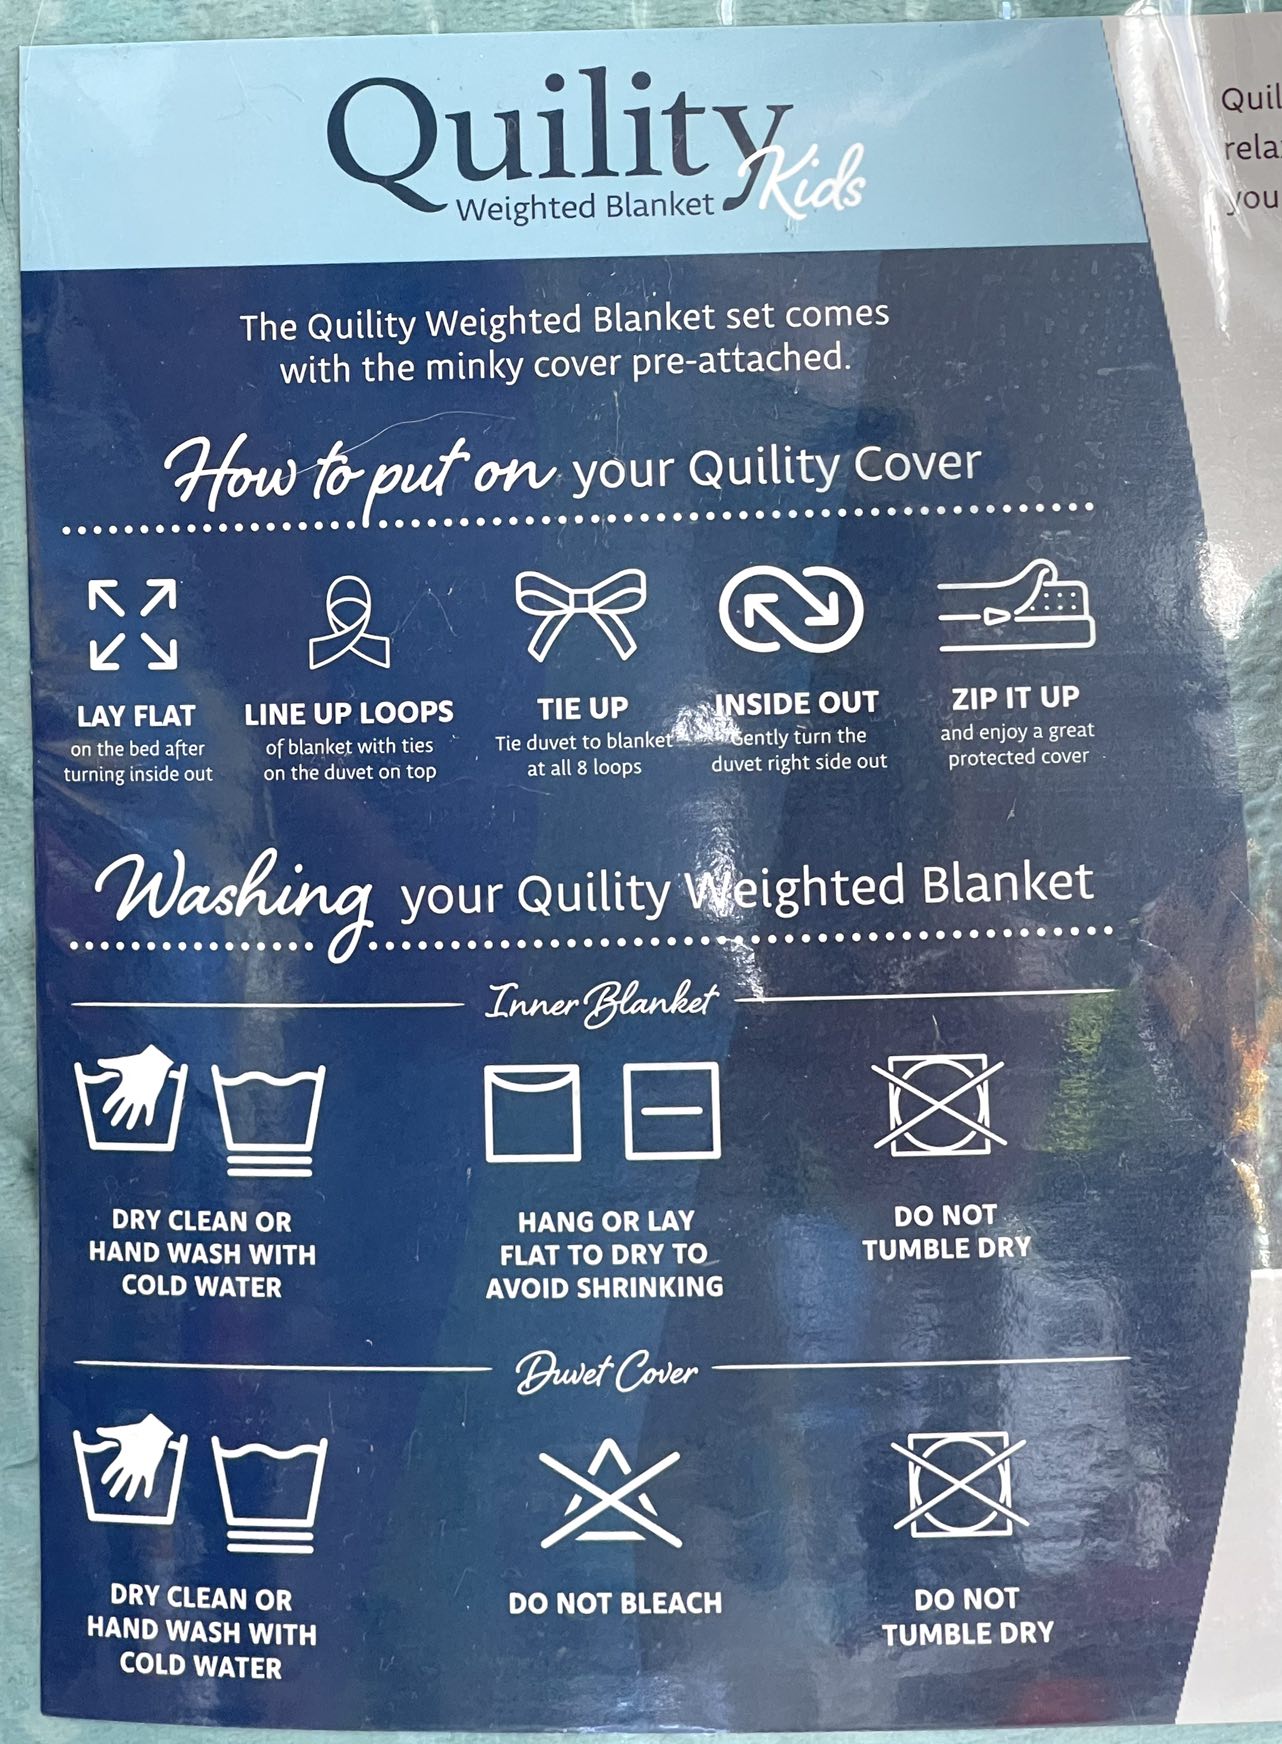 Quility
Kids
Weighted Blanket
Quil
rela
you
The Quility Weighted Blanket set comes
with the minky cover pre-attached.
How to put on your Quility Cover
LAY FLAT
on the bed after
turning inside out
LINE UP LOOPS
of blanket with ties
on the duvet on top
TIE UP
Tie duvet to blanket
at all 8 loops
INSIDE OUT
Gently turn the
duvet right side out
ZIP IT UP
and enjoy a great
protected cover
Washing your Quility Weighted Blanket
Inner Blanket
DRY CLEAN OR
HAND WASH WITH
COLD WATER
HANG OR LAY
FLAT TO DRY TO
AVOID SHRINKING
DO NOT
TUMBLE DRY
Duvet Cover
DRY CLEAN OR
HAND WASH WITH
COLD WATER
DO NOT BLEACH
DO NOT
TUMBLE DRY